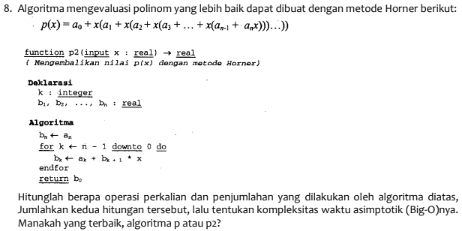 8. Algoritma mengevaluasi polinom yang lebih baik dapat dibuat dengan metode Horner berikut:
p(x) = a₀ + x(a₁ + x(a₂ + x(a₃ + ... + x(aₙ₋₁ + aₙx)))...))
function p2(input x : real) → real
( Mengembalikan nilai p(x) dengan metode Horner)
Deklarasi
k : integer
b₁, b₂, ..., bₙ : real
Algoritma
bₙ ← aₙ
for k ← n - 1 downto 0 do
bₖ ← aₖ + bₖ₊₁ * x
endfor
return b₀
Hitunglah berapa operasi perkalian dan penjumlahan yang dilakukan oleh algoritma diatas,
Jumlahkan kedua hitungan tersebut, lalu tentukan kompleksitas waktu asimptotik (Big-O)nya.
Manakah yang terbaik, algoritma p atau p2?